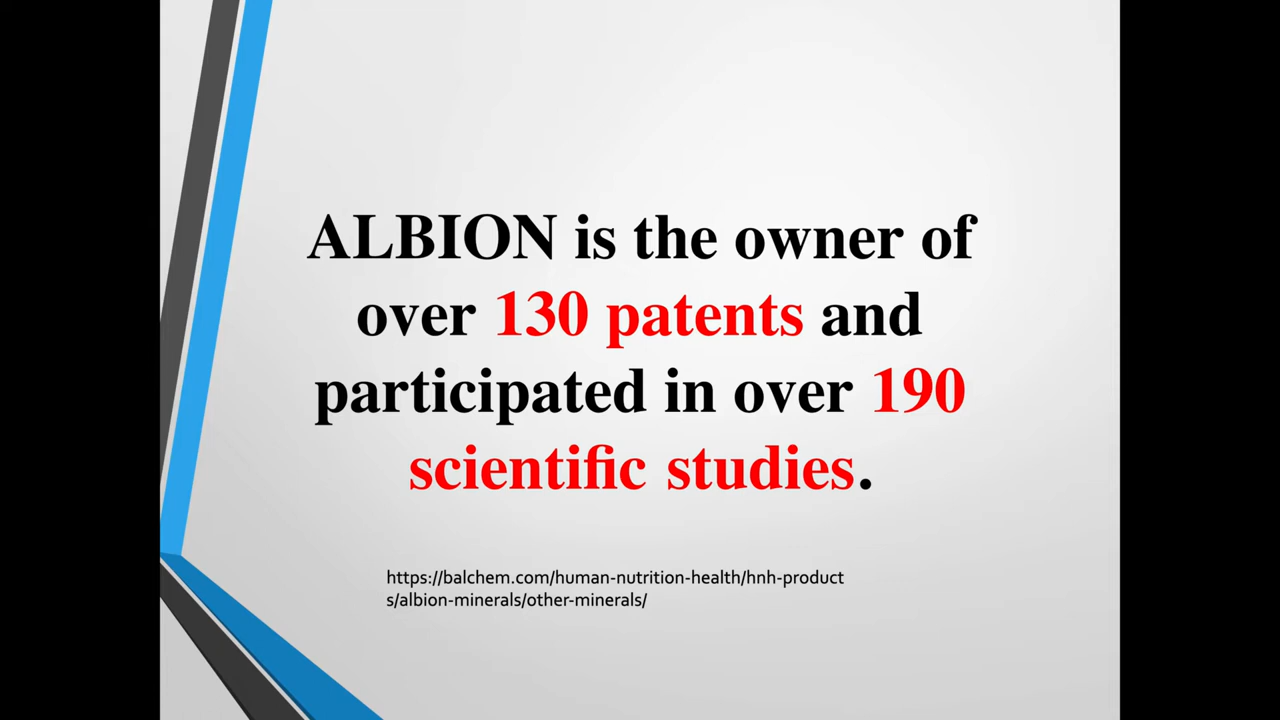 ALBION is the owner of
over 130 patents and
participated in over 190
scientific studies.
https://balchem.com/human-nutrition-health/hnh-product
s/albion-minerals/other-minerals/